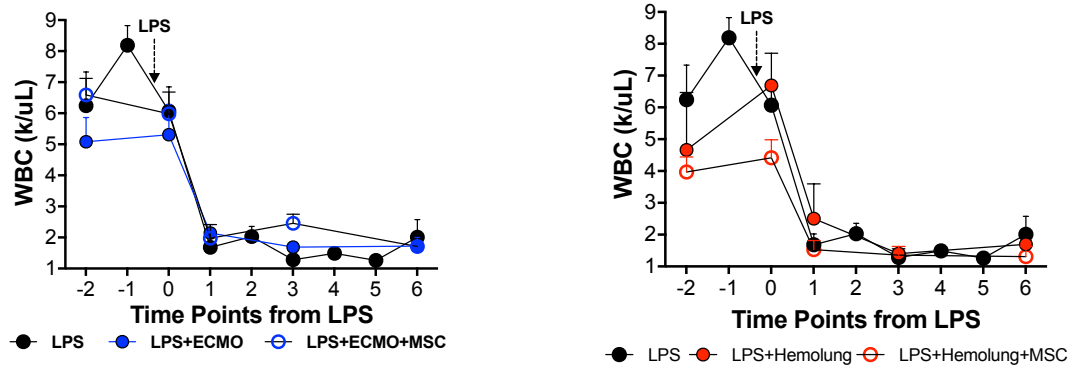 9
8
7
6
5
4
3
2
1
WBC (k/uL)
LPS
-2 -1 0 1 2 3 4 5 6
Time Points from LPS
LPS LPS+ECMO LPS+ECMO+MSC
9
8
7
6
5
4
3
2
1
WBC (k/uL)
LPS
-2 -1 0 1 2 3 4 5 6
Time Points from LPS
LPS LPS+Hemolung LPS+Hemolung+MSC